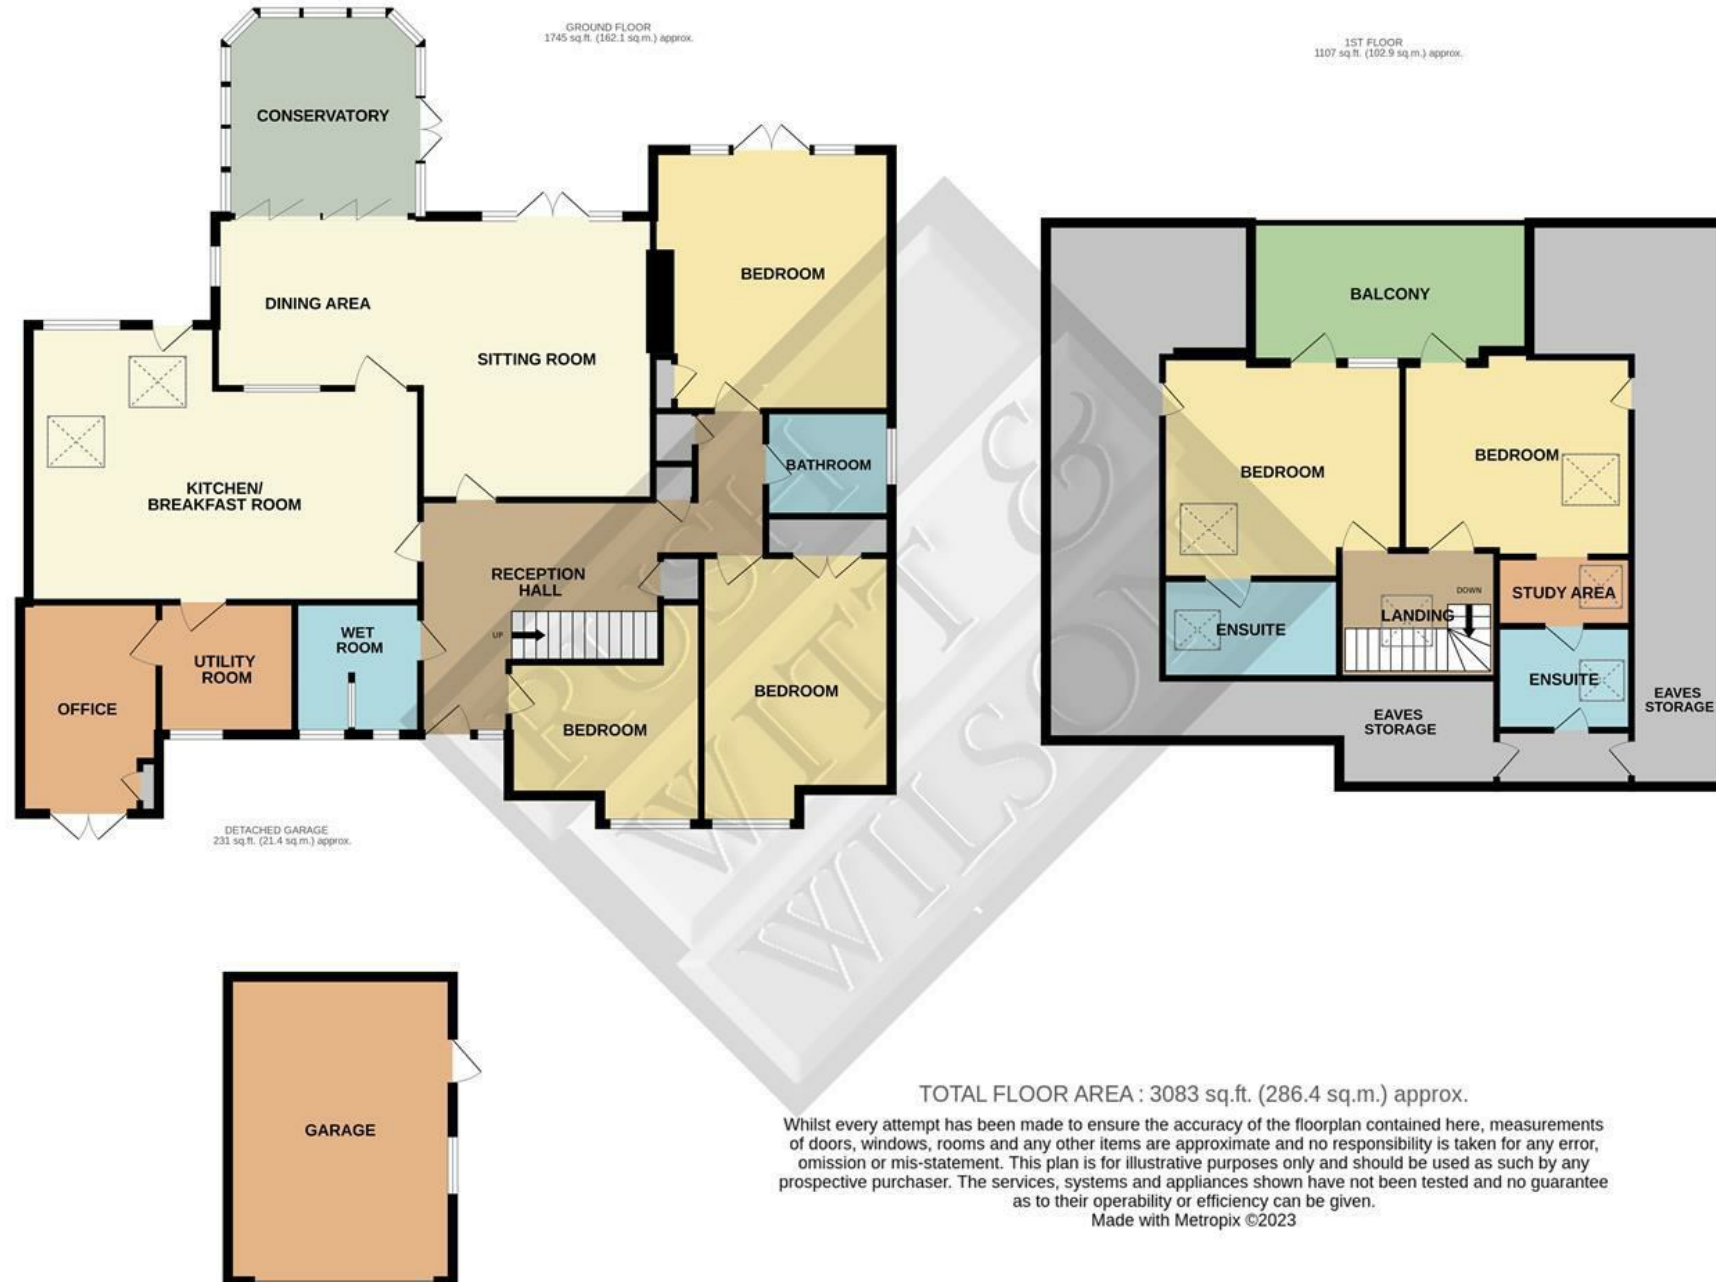 GROUND FLOOR
1745 sq.ft. (162.1 sq.m.) approx.
1ST FLOOR
1107 sq.ft. (102.9 sq.m.) approx.
CONSERVATORY
BEDROOM
DINING AREA
SITTING ROOM
BALCONY
BATHROOM
KITCHEN/
BREAKFAST ROOM
BEDROOM
BEDROOM
RECEPTION
HALL
UP
WET
ROOM
UTILITY
ROOM
OFFICE
BEDROOM
BEDROOM
DOWN
LANDING
STUDY AREA
ENSUITE
ENSUITE
EAVES
STORAGE
EAVES
STORAGE
RUSH
WITT &
WILSON
DETACHED GARAGE
231 sq.ft. (21.4 sq.m.) approx.
GARAGE
TOTAL FLOOR AREA : 3083 sq.ft. (286.4 sq.m.) approx.
Whilst every attempt has been made to ensure the accuracy of the floorplan contained here, measurements
of doors, windows, rooms and any other items are approximate and no responsibility is taken for any error,
omission or mis-statement. This plan is for illustrative purposes only and should be used as such by any
prospective purchaser. The services, systems and appliances shown have not been tested and no guarantee
as to their operability or efficiency can be given.
Made with Metropix ©2023